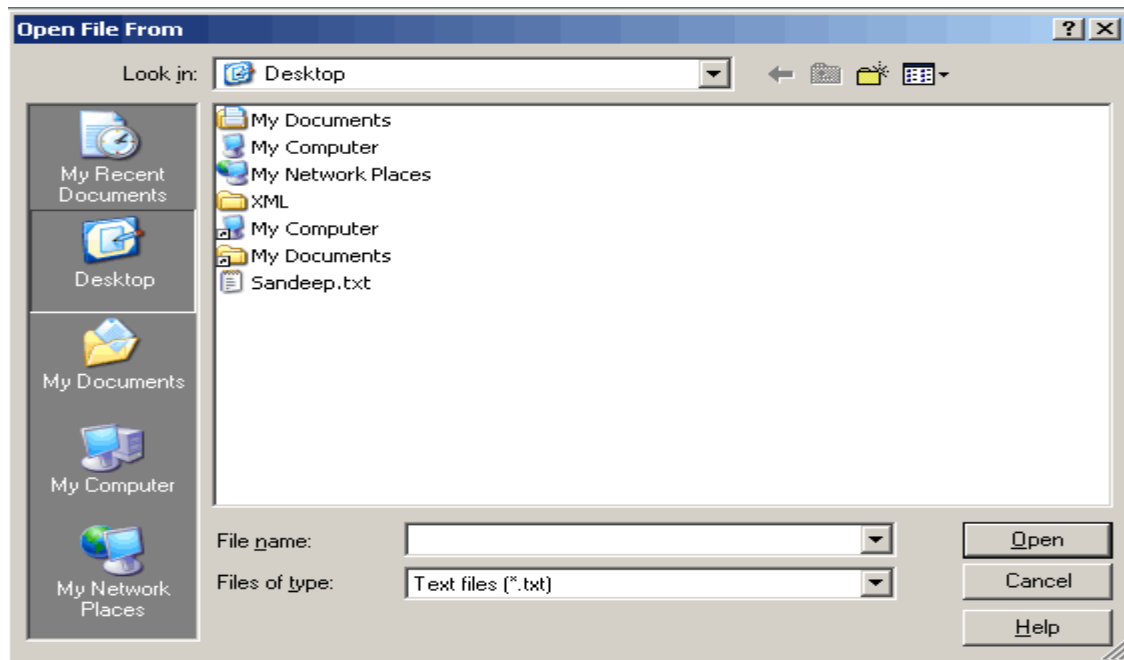 Open File From
Look in:
Desktop
My Recent
Documents
Desktop
My Documents
My Computer
My Network
Places
My Documents
My Computer
My Network Places
XML
My Computer
My Documents
Sandeep.txt
File name:
Open
Files of type:
Text files (*.txt)
Cancel
Help